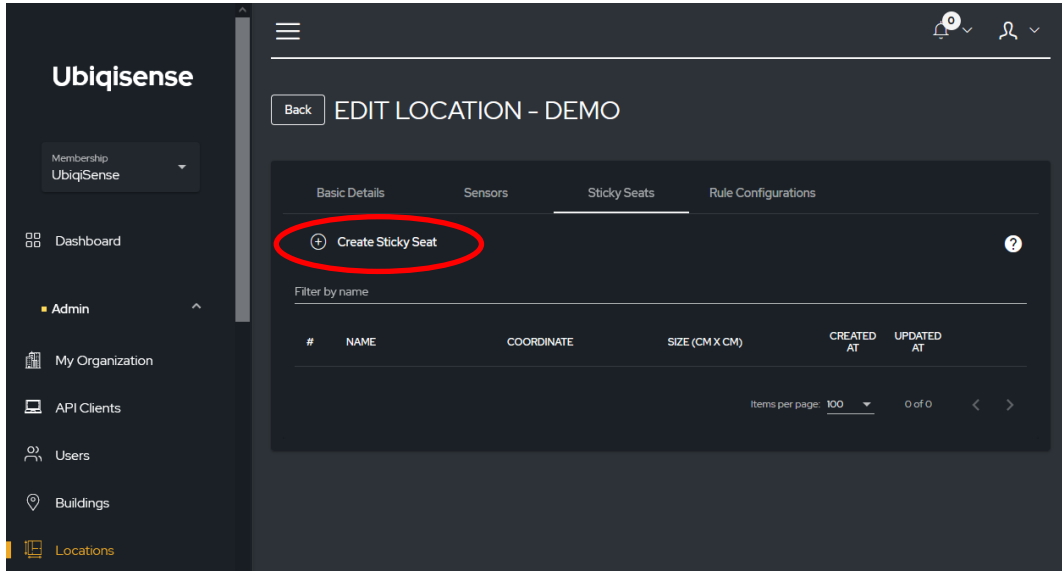 0
Ubiqisense
Back EDIT LOCATION - DEMO
Membership
UbiqiSense
Basic Details Sensors Sticky Seats Rule Configurations
Dashboard
Create Sticky Seat ?
Filter by name
Admin
# NAME COORDINATE SIZE (CM X CM) CREATED AT UPDATED AT
My Organization
Items per page: 100 0 of 0
API Clients
Users
Buildings
Locations